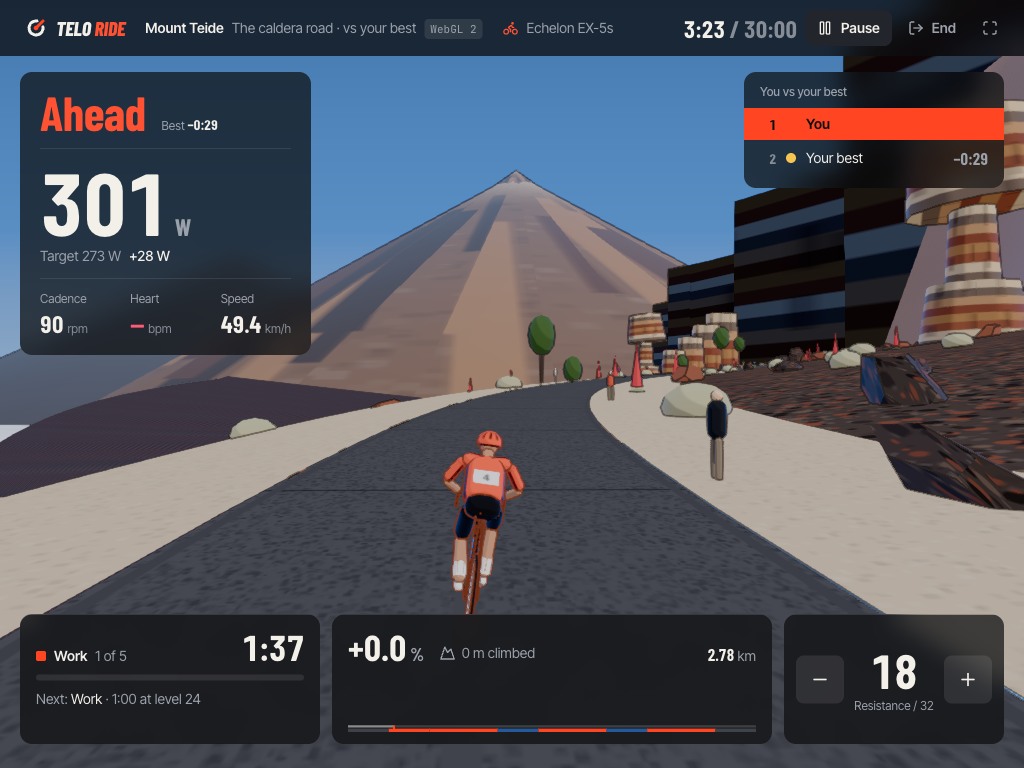 TELO RIDE Mount Teide The caldera road · vs your best WebGL 2 Echelon EX-5s 3:23 / 30:00 Pause End
Ahead Best −0:29
301 W
Target 273 W +28 W
Cadence Heart Speed
90 rpm — bpm 49.4 km/h
You vs your best
1 You
2 Your best −0:29
4
Work 1 of 5 1:37
Next: Work · 1:00 at level 24
+0.0 % 0 m climbed 2.78 km
− 18 +
Resistance / 32